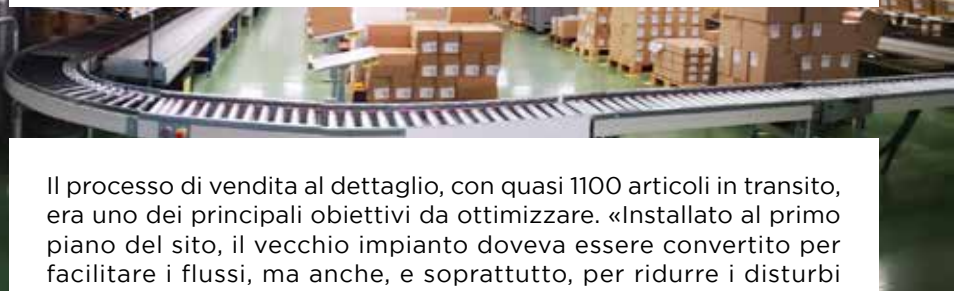 Il processo di vendita al dettaglio, con quasi 1100 articoli in transito,
era uno dei principali obiettivi da ottimizzare. «Installato al primo
piano del sito, il vecchio impianto doveva essere convertito per
facilitare i flussi, ma anche, e soprattutto, per ridurre i disturbi